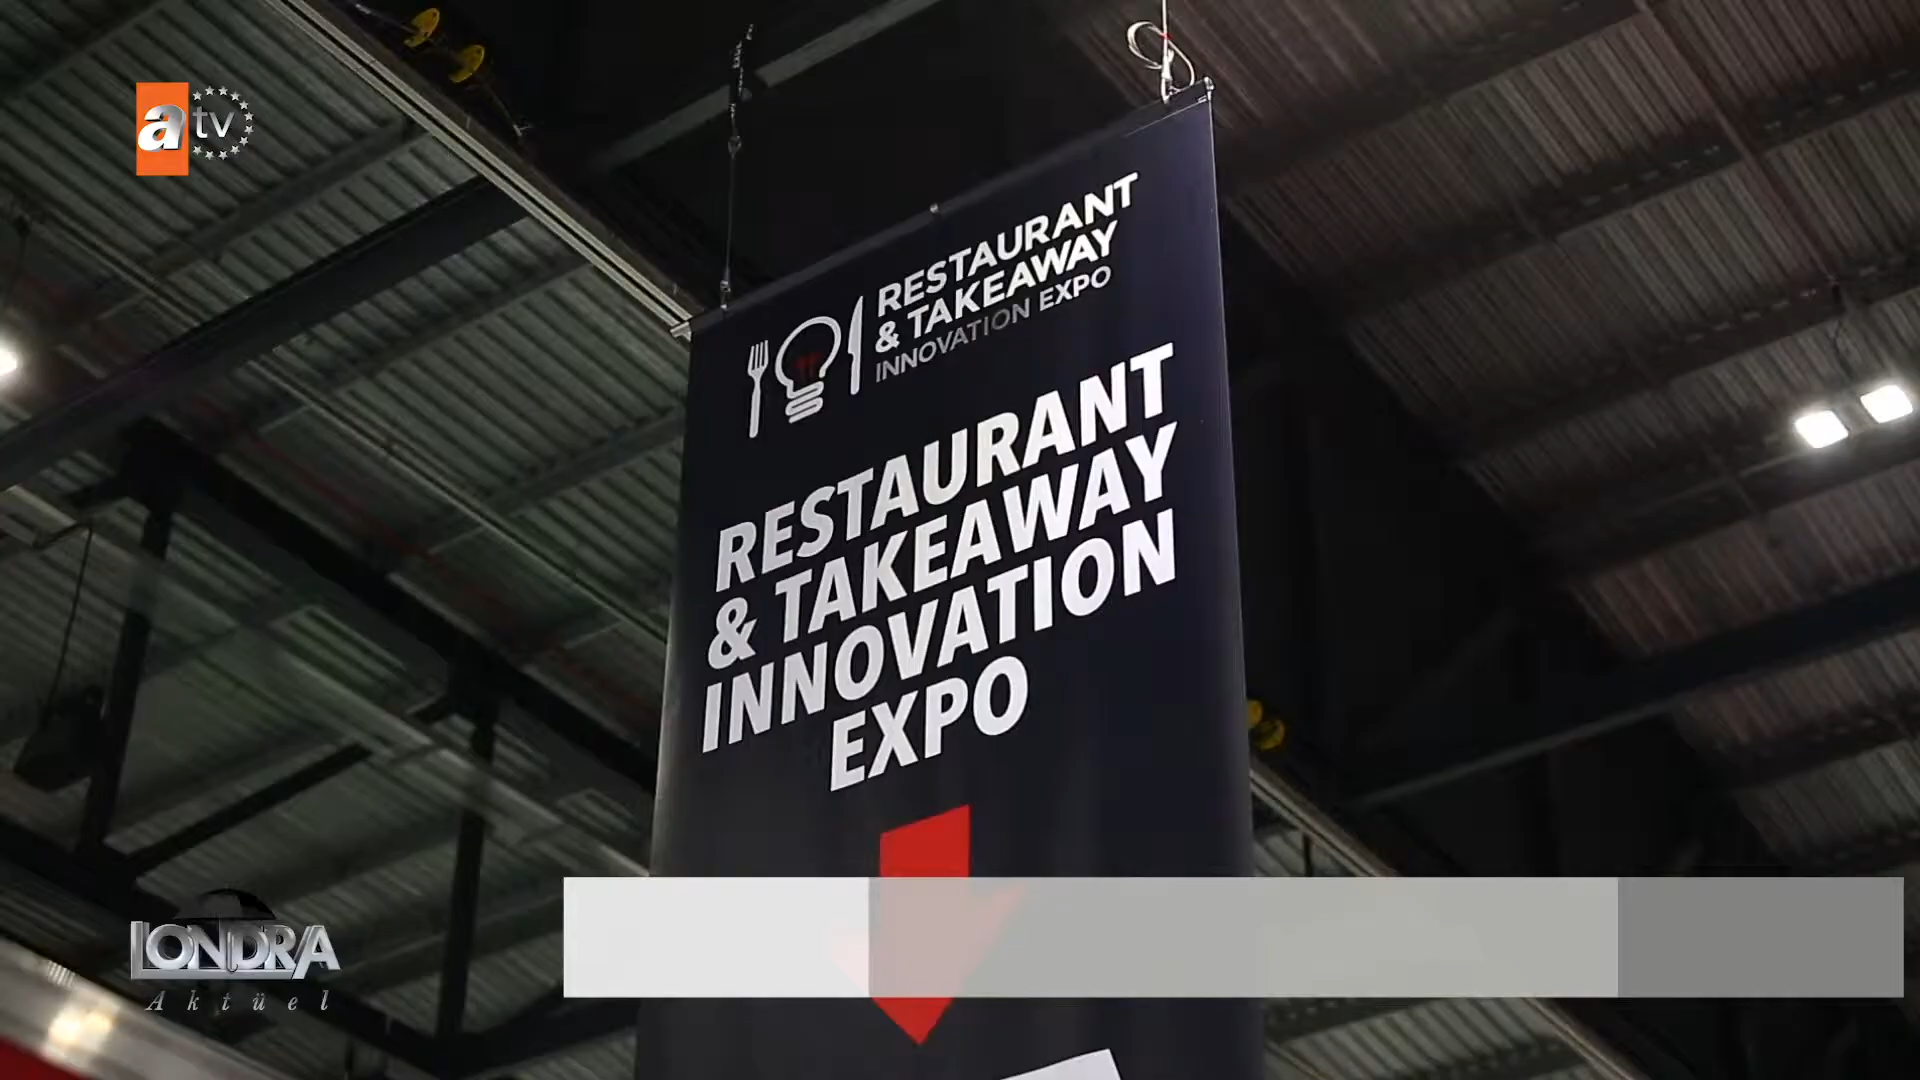 atv
RESTAURANT
& TAKEAWAY
INNOVATION EXPO
RESTAURANT
& TAKEAWAY
INNOVATION
EXPO
LONDRA
Aktüel